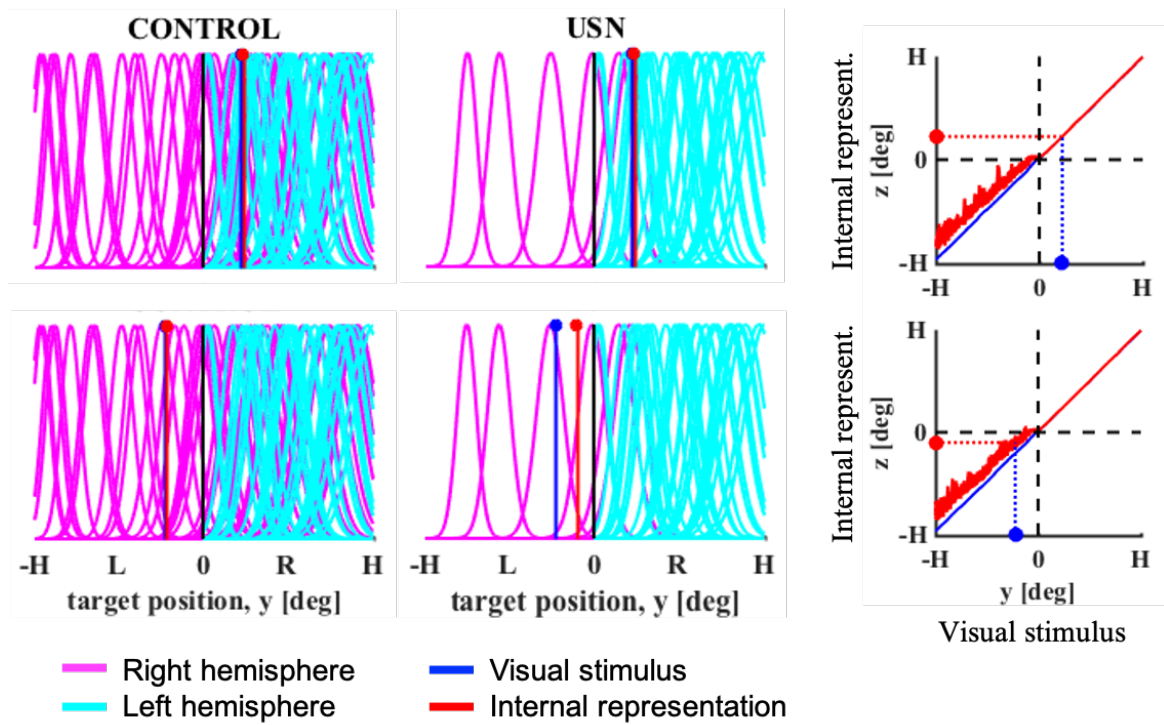 CONTROL
USN
H
0
-H
-H
0
H
z [deg]
Internal represent.
H
0
-H
-H
0
H
z [deg]
Internal represent.
y [deg]
Visual stimulus
-H L 0 R H
target position, y [deg]
-H L 0 R H
target position, y [deg]
Right hemisphere
Left hemisphere
Visual stimulus
Internal representation